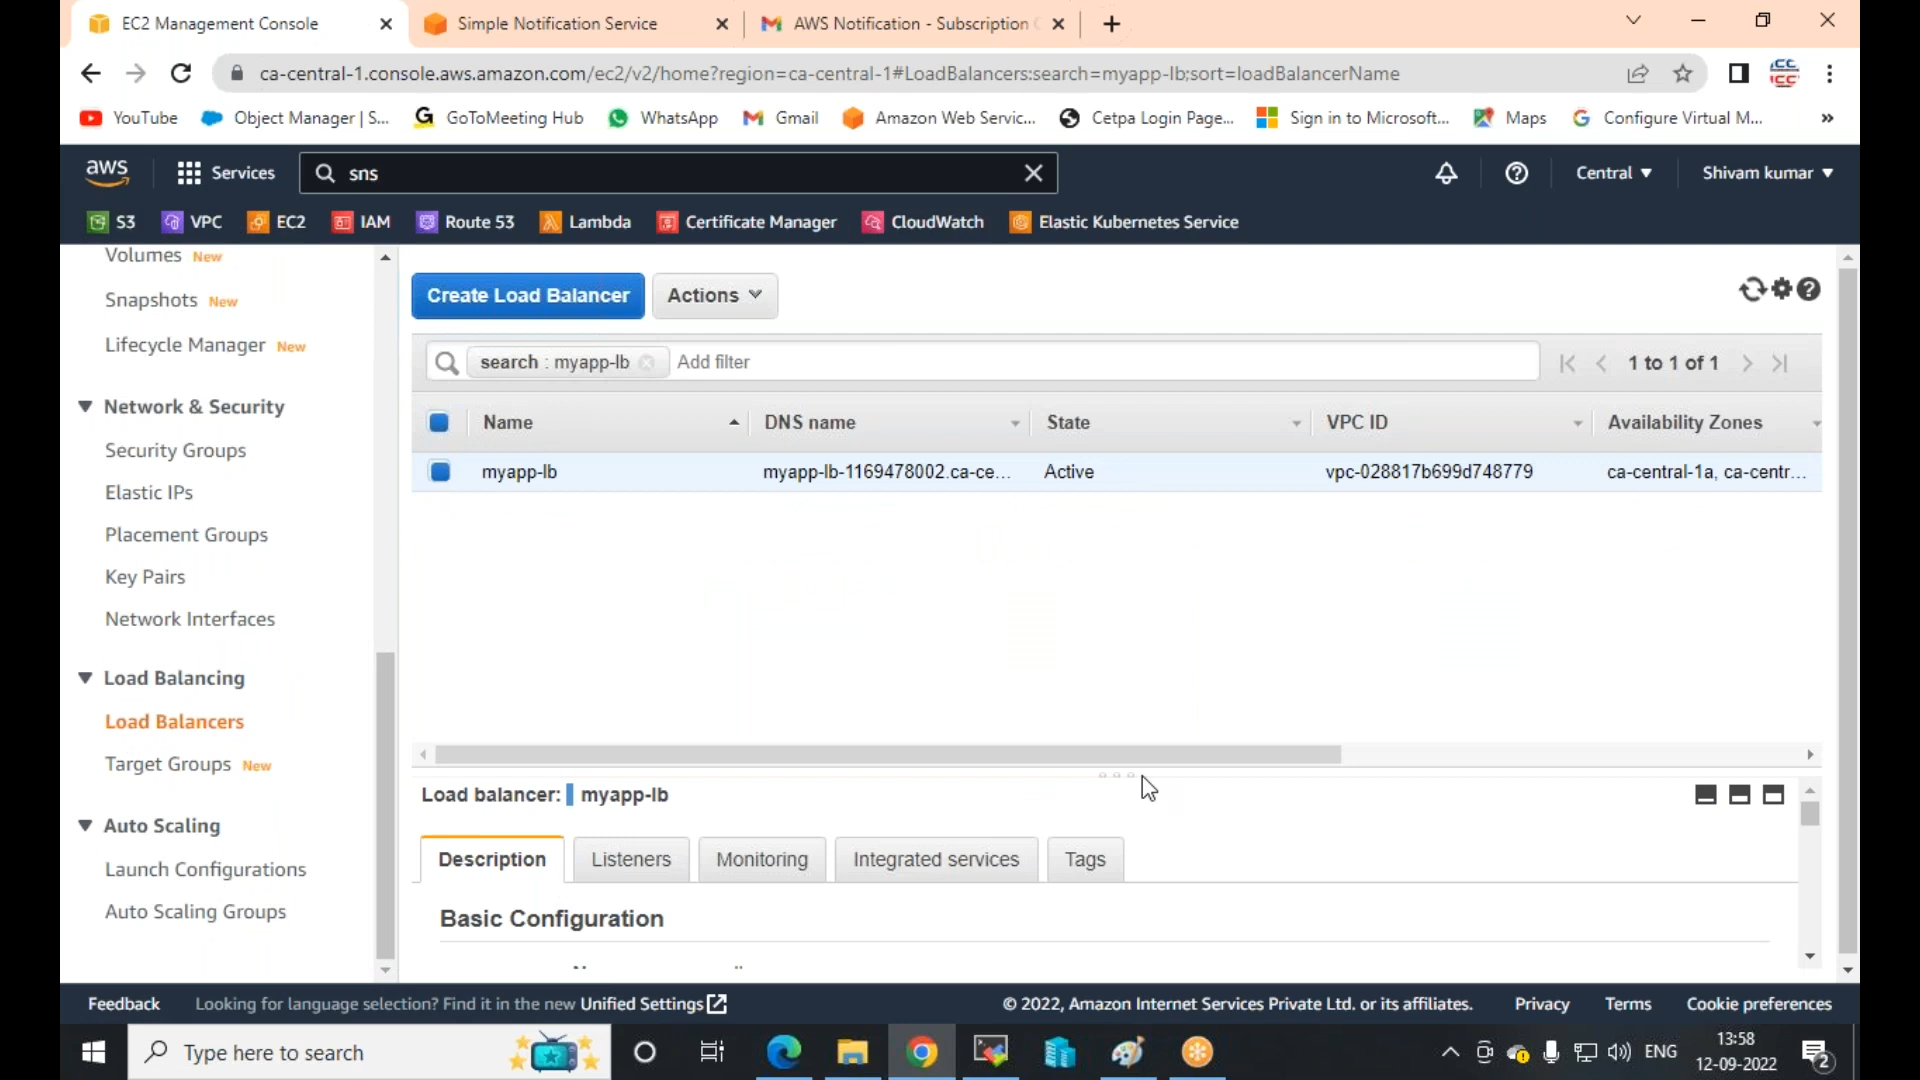 EC2 Management Console
Simple Notification Service
AWS Notification - Subscription
ca-central-1.console.aws.amazon.com/ec2/v2/home?region=ca-central-1#LoadBalancers:search=myapp-lb;sort=loadBalancerName
YouTube
Object Manager | S...
GoToMeeting Hub
WhatsApp
Gmail
Amazon Web Servic...
Cetpa Login Page...
Sign in to Microsoft...
Maps
Configure Virtual M...
»
aws
Services
sns
Central ▼
Shivam kumar ▼
S3
VPC
EC2
IAM
Route 53
Lambda
Certificate Manager
CloudWatch
Elastic Kubernetes Service
Volumes New
Snapshots New
Lifecycle Manager New
Network & Security
Security Groups
Elastic IPs
Placement Groups
Key Pairs
Network Interfaces
Load Balancing
Load Balancers
Target Groups New
Auto Scaling
Launch Configurations
Auto Scaling Groups
Create Load Balancer
Actions
search : myapp-lb
Add filter
1 to 1 of 1
Name
DNS name
State
VPC ID
Availability Zones
myapp-lb
myapp-lb-1169478002.ca-ce...
Active
vpc-028817b699d748779
ca-central-1a, ca-centr...
Load balancer: myapp-lb
Description
Listeners
Monitoring
Integrated services
Tags
Basic Configuration
Feedback
Looking for language selection? Find it in the new Unified Settings
© 2022, Amazon Internet Services Private Ltd. or its affiliates.
Privacy
Terms
Cookie preferences
Type here to search
ENG
13:58
12-09-2022
2